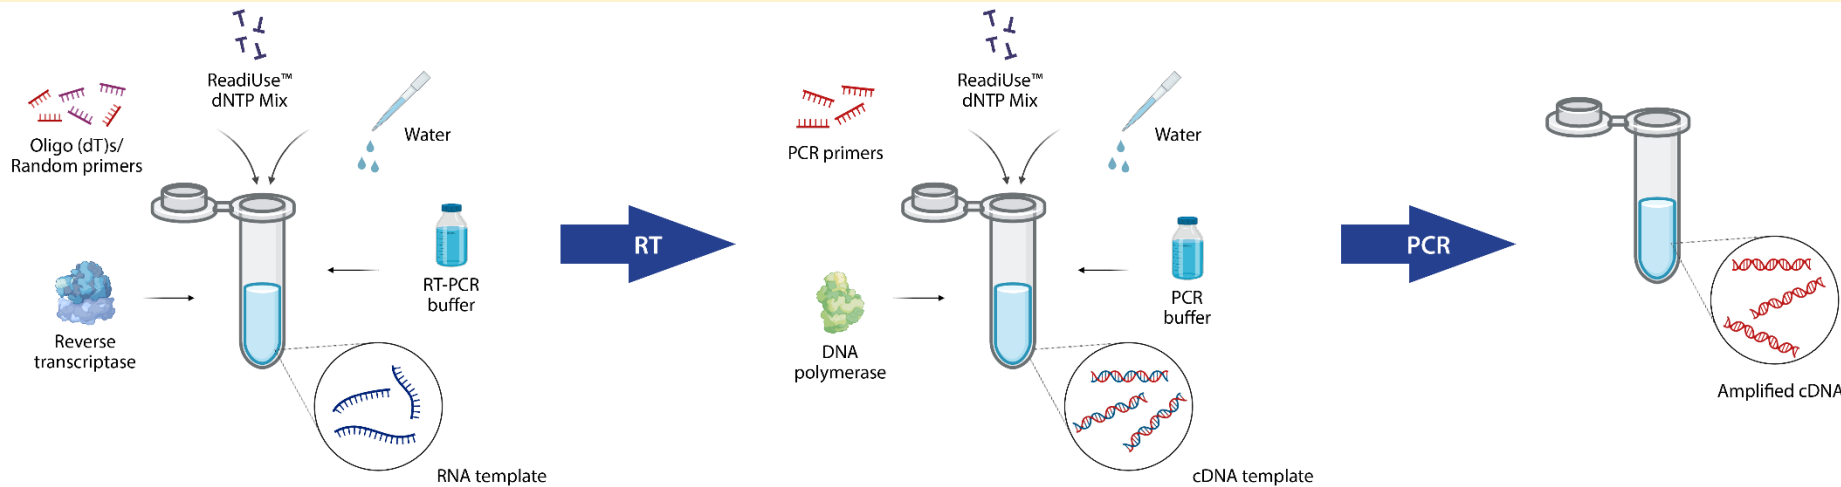 ReadiUse™
dNTP Mix
Oligo (dT)s/
Random primers
Water
Reverse
transcriptase
RT-PCR
buffer
RNA template
RT
ReadiUse™
dNTP Mix
PCR primers
Water
DNA
polymerase
PCR
buffer
cDNA template
PCR
Amplified cDNA